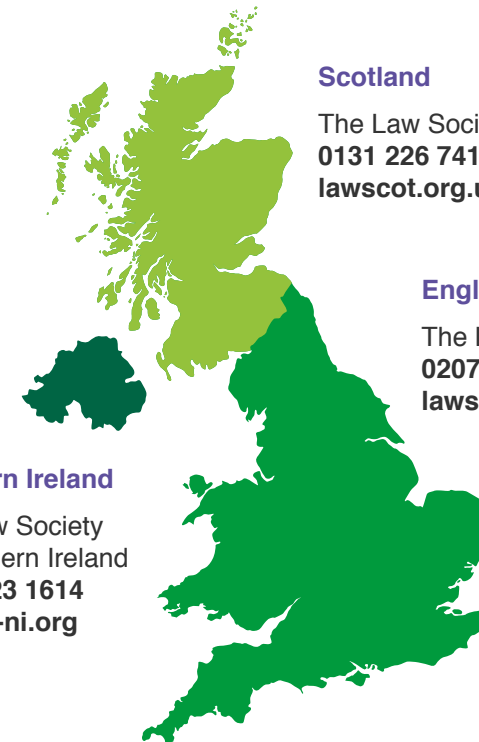 Scotland
The Law Soci
0131 226 741
lawscot.org.u
Engl
The
0207
laws
rn Ireland
w Society
ern Ireland
23 1614
-ni.org